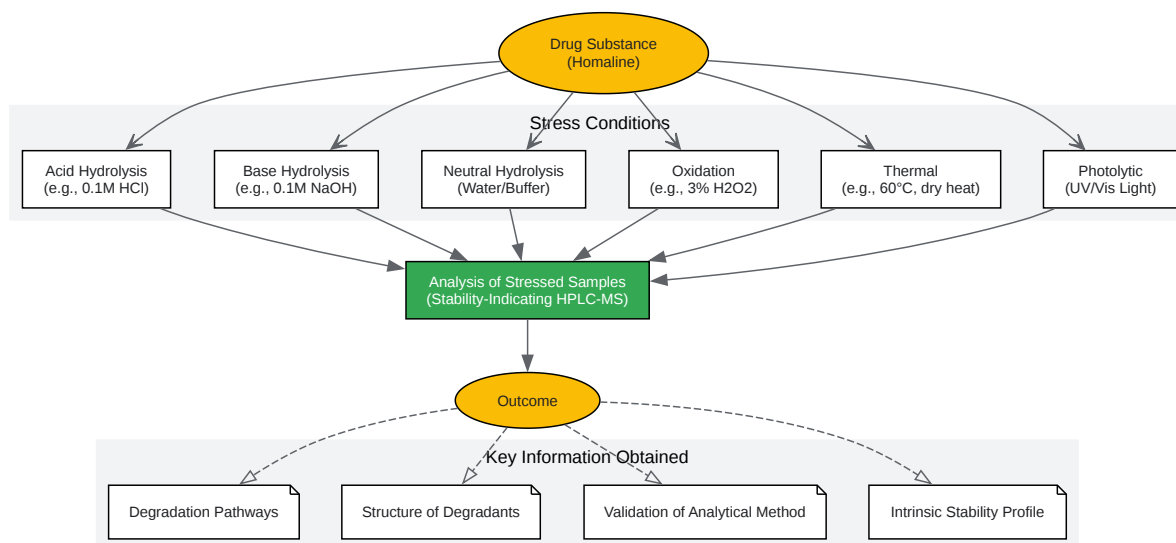 Drug Substance
(Homaline)
Stress Conditions
Acid Hydrolysis
(e.g., 0.1M HCl)
Base Hydrolysis
(e.g., 0.1M NaOH)
Neutral Hydrolysis
(Water/Buffer)
Oxidation
(e.g., 3% H2O2)
Thermal
(e.g., 60°C, dry heat)
Photolytic
(UV/Vis Light)
Analysis of Stressed Samples
(Stability-Indicating HPLC-MS)
Outcome
Key Information Obtained
Degradation Pathways
Structure of Degradants
Validation of Analytical Method
Intrinsic Stability Profile